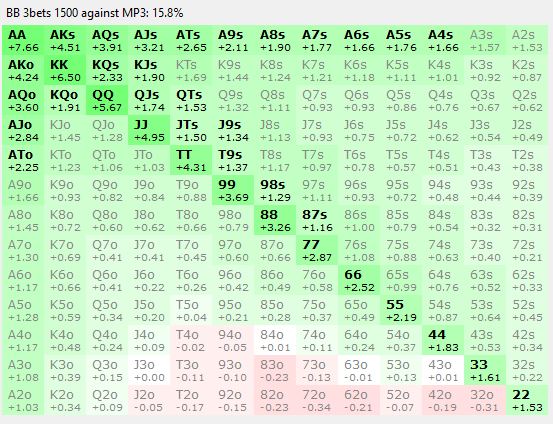 BB 3bets 1500 against MP3: 15.8%
AA AKs AQs AJs ATs A9s A8s A7s A6s A5s A4s A3s A2s
+7.66 +4.51 +3.91 +3.21 +2.65 +2.11 +1.90 +1.77 +1.66 +1.76 +1.66 +1.57 +1.53
AKo KK KQs KJs KTs K9s K8s K7s K6s K5s K4s K3s K2s
+4.24 +6.50 +2.33 +1.90 +1.69 +1.44 +1.24 +1.21 +1.18 +1.11 +1.01 +0.92 +0.87
AQo KQo QQ QJs QTs Q9s Q8s Q7s Q6s Q5s Q4s Q3s Q2s
+3.60 +1.91 +5.67 +1.74 +1.53 +1.32 +1.11 +0.93 +0.93 +0.86 +0.76 +0.67 +0.62
AJo KJo QJo JJ JTs J9s J8s J7s J6s J5s J4s J3s J2s
+2.84 +1.45 +1.28 +4.95 +1.50 +1.34 +1.13 +0.93 +0.75 +0.72 +0.62 +0.54 +0.49
ATo KTo QTo JTo TT T9s T8s T7s T6s T5s T4s T3s T2s
+2.25 +1.23 +1.06 +1.03 +4.31 +1.37 +1.17 +0.97 +0.78 +0.57 +0.51 +0.43 +0.38
A9o K9o Q9o J9o T9o 99 98s 97s 96s 95s 94s 93s 92s
+1.66 +0.93 +0.82 +0.84 +0.88 +3.69 +1.29 +1.11 +0.93 +0.72 +0.48 +0.44 +0.39
A8o K8o Q8o J8o T8o 98o 88 87s 86s 85s 84s 83s 82s
+1.45 +0.72 +0.60 +0.62 +0.66 +0.79 +3.26 +1.16 +1.00 +0.79 +0.54 +0.32 +0.31
A7o K7o Q7o J7o T7o 97o 87o 77 76s 75s 74s 73s 72s
+1.30 +0.69 +0.41 +0.41 +0.45 +0.60 +0.66 +2.87 +1.08 +0.88 +0.63 +0.40 +0.21
A6o K6o Q6o J6o T6o 96o 86o 76o 66 65s 64s 63s 62s
+1.17 +0.66 +0.41 +0.22 +0.26 +0.42 +0.49 +0.58 +2.52 +0.99 +0.76 +0.52 +0.33
A5o K5o Q5o J5o T5o 95o 85o 75o 65o 55 54s 53s 52s
+1.28 +0.59 +0.34 +0.20 +0.04 +0.21 +0.28 +0.37 +0.49 +2.19 +0.87 +0.64 +0.45
A4o K4o Q4o J4o T4o 94o 84o 74o 64o 54o 44 43s 42s
+1.17 +0.48 +0.24 +0.09 -0.02 -0.05 +0.01 +0.11 +0.24 +0.37 +1.83 +0.53 +0.34
A3o K3o Q3o J3o T3o 93o 83o 73o 63o 53o 43o 33 32s
+1.08 +0.39 +0.15 +0.00 -0.11 -0.10 -0.23 -0.13 -0.01 +0.13 +0.01 +1.61 +0.22
A2o K2o Q2o J2o T2o 92o 82o 72o 62o 52o 42o 32o 22
+1.03 +0.34 +0.09 -0.05 -0.17 -0.15 -0.22 -0.34 -0.21 -0.07 -0.19 -0.31 +1.53